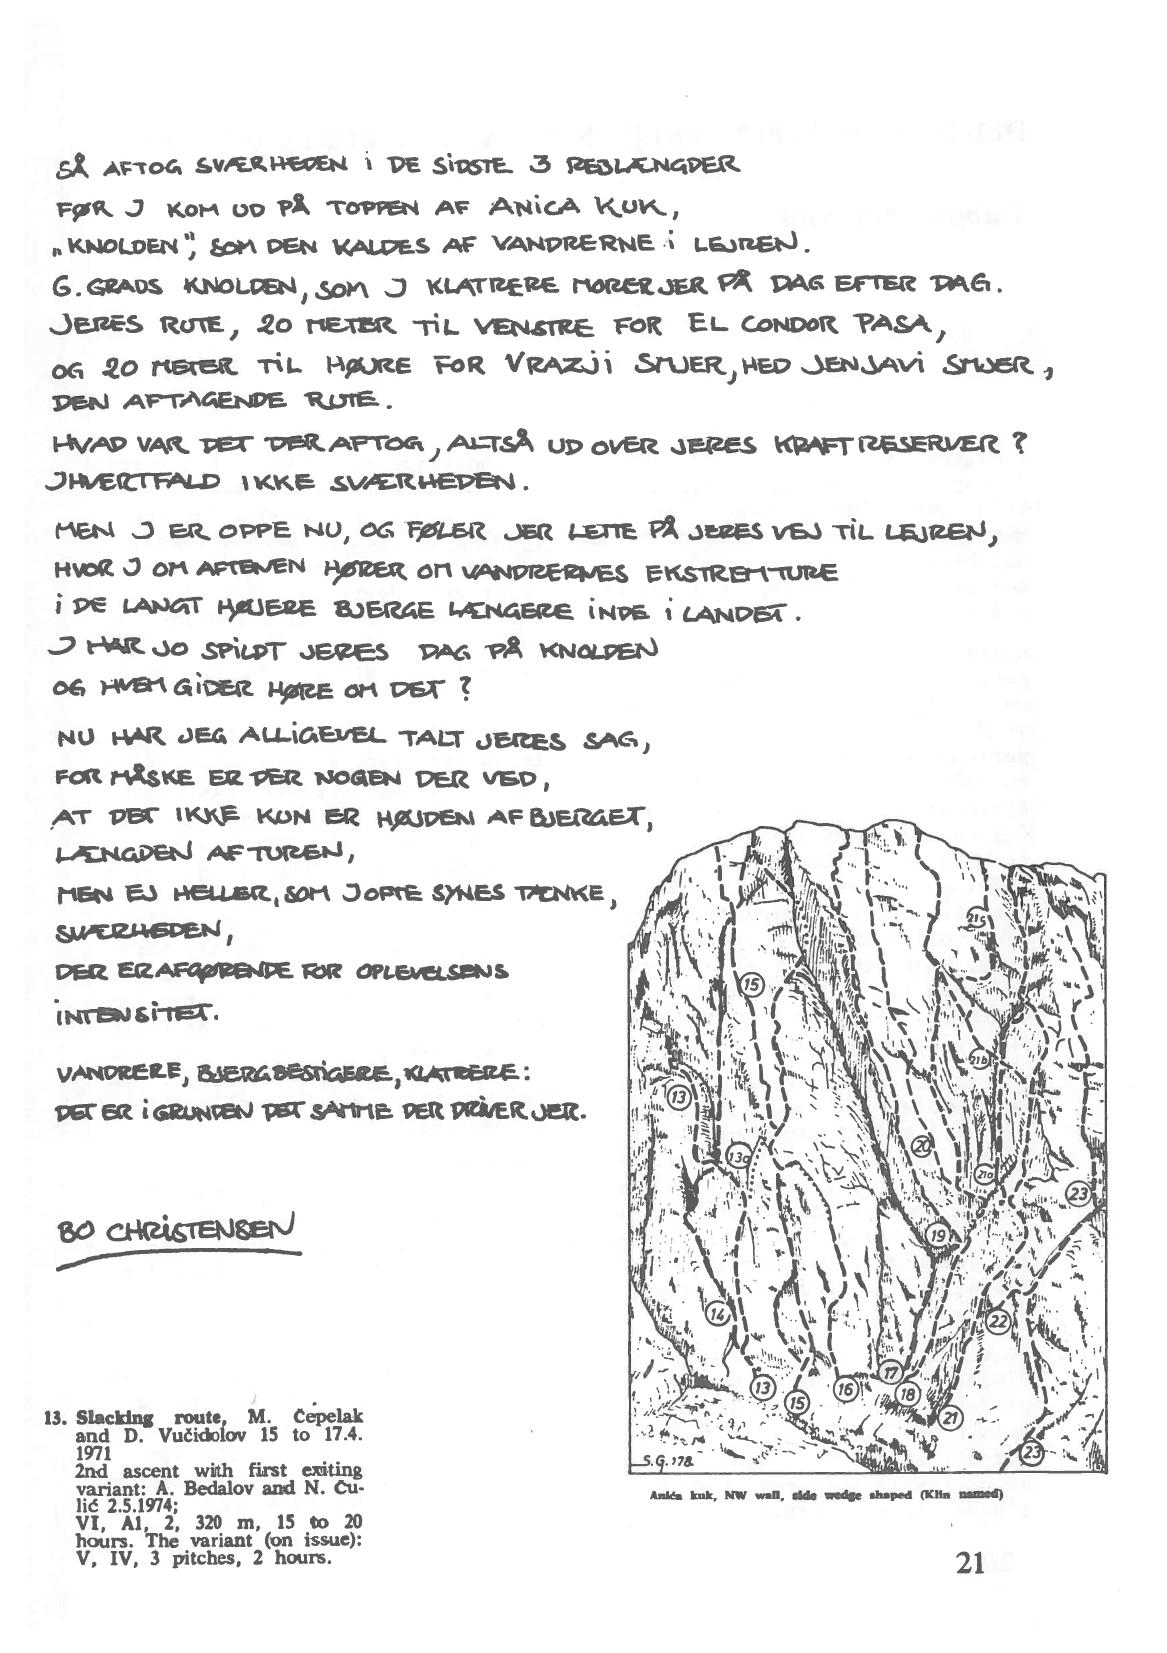 SÅ AFTOG SVÆRHEDEN i DE SiDSTE 3 REBLÆNGDER
FØR J KOM UD PÅ TOPPEN AF ANiCA KUK,
„KNOLDEN", SOM DEN KALDES AF VANDRERNE i LEJREN.
6. GRADS KNOLDEN, SOM J KLATRERE MORER JER PÅ DAG EFTER DAG.
JERES RUTE, 20 METER TiL VENSTRE FOR EL CONDOR PASA,
OG 20 METER TiL HØJRE FOR VRAZJi SMJER, HED JENJAVi SMJER,
DEN AFTAGENDE RUTE.
HVAD VAR DET DER AFTOG, ALTSÅ UD OVER JERES KRAFTRESERVER?
JHVERTFALD IKKE SVÆRHEDEN.
MEN J ER OPPE NU, OG FØLER JER LETTE PÅ JERES VEJ TiL LEJREN,
HVOR J OM AFTENEN HØRER OM VANDRERNES EKSTREMTURE
i DE LANGT HØJERE BJERGE LÆNGERE iNDE i LANDET.
J HAR JO SPiLDT JERES DAG PÅ KNOLDEN
OG HVEM GiDER HØRE OM DET?
NU HAR JEG ALLiGEVEL TALT JERES SAG,
FOR MÅSKE ER DER NOGEN DER VED,
AT DET IKKE KUN ER HØJDEN AF BJERGET,
LÆNGDEN AF TUREN,
MEN EJ HELLER, SOM J OFTE SYNES TÆNKE,
SVÆRHEDEN,
DER ER AFGØRENDE FOR OPLEVELSENS
iNTENSiTET.
VANDRERE, BJERGBESTiGERE, KLATRERE:
DET ER i GRUNDEN DET SAMME DER DRiVER JER.
BO CHRiSTENSEN
13. Slacking route, M. Čepelak
and D. Vučidolov 15 to 17.4.
1971
2nd ascent with first exiting
variant: A. Bedalov and N. Ču-
lić 2.5.1974;
VI, A1, 2, 320 m, 15 to 20
hours. The variant (on issue):
V, IV, 3 pitches, 2 hours.
21c
15
21b
13
13a
20
21a
23
19
14
22
17
13
16
18
15
21
23
S.G. 178.
Anića kuk, NW wall, side wedge shaped (Klin named)
21